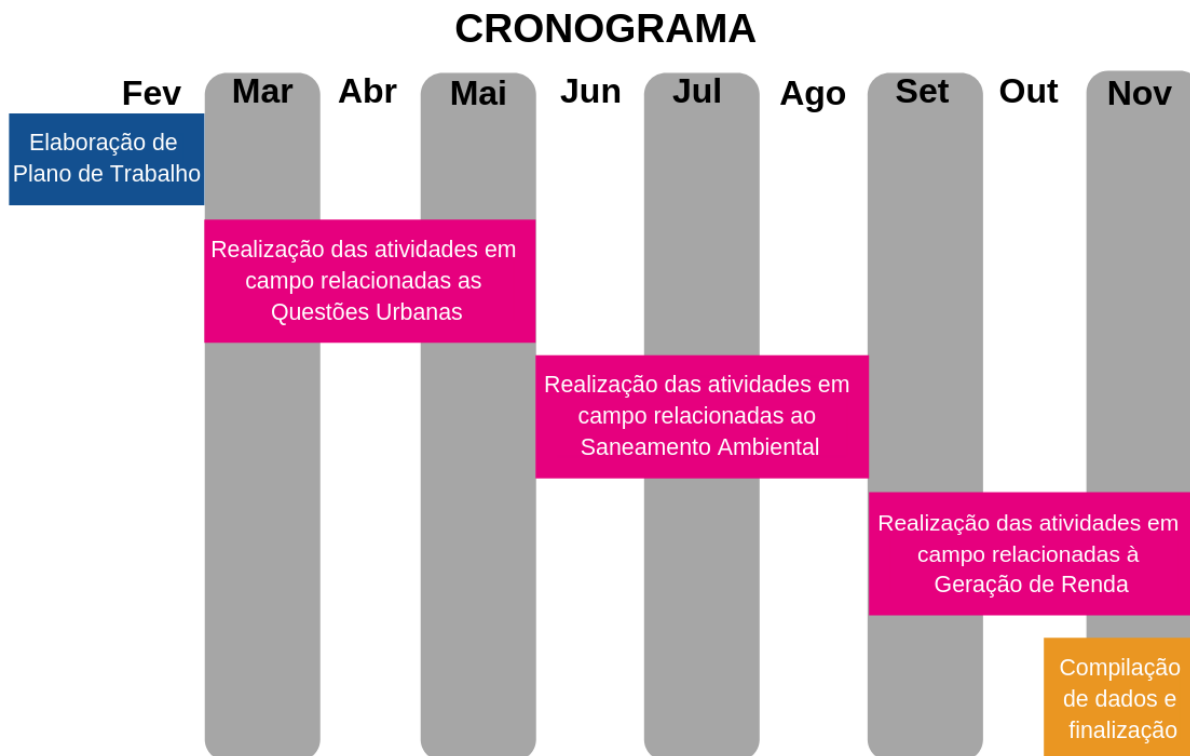 CRONOGRAMA
Fev Mar Abr Mai Jun Jul Ago Set Out Nov
Elaboração de
Plano de Trabalho
Realização das atividades em
campo relacionadas as
Questões Urbanas
Realização das atividades em
campo relacionadas ao
Saneamento Ambiental
Realização das atividades em
campo relacionadas à
Geração de Renda
Compilação
de dados e
finalização